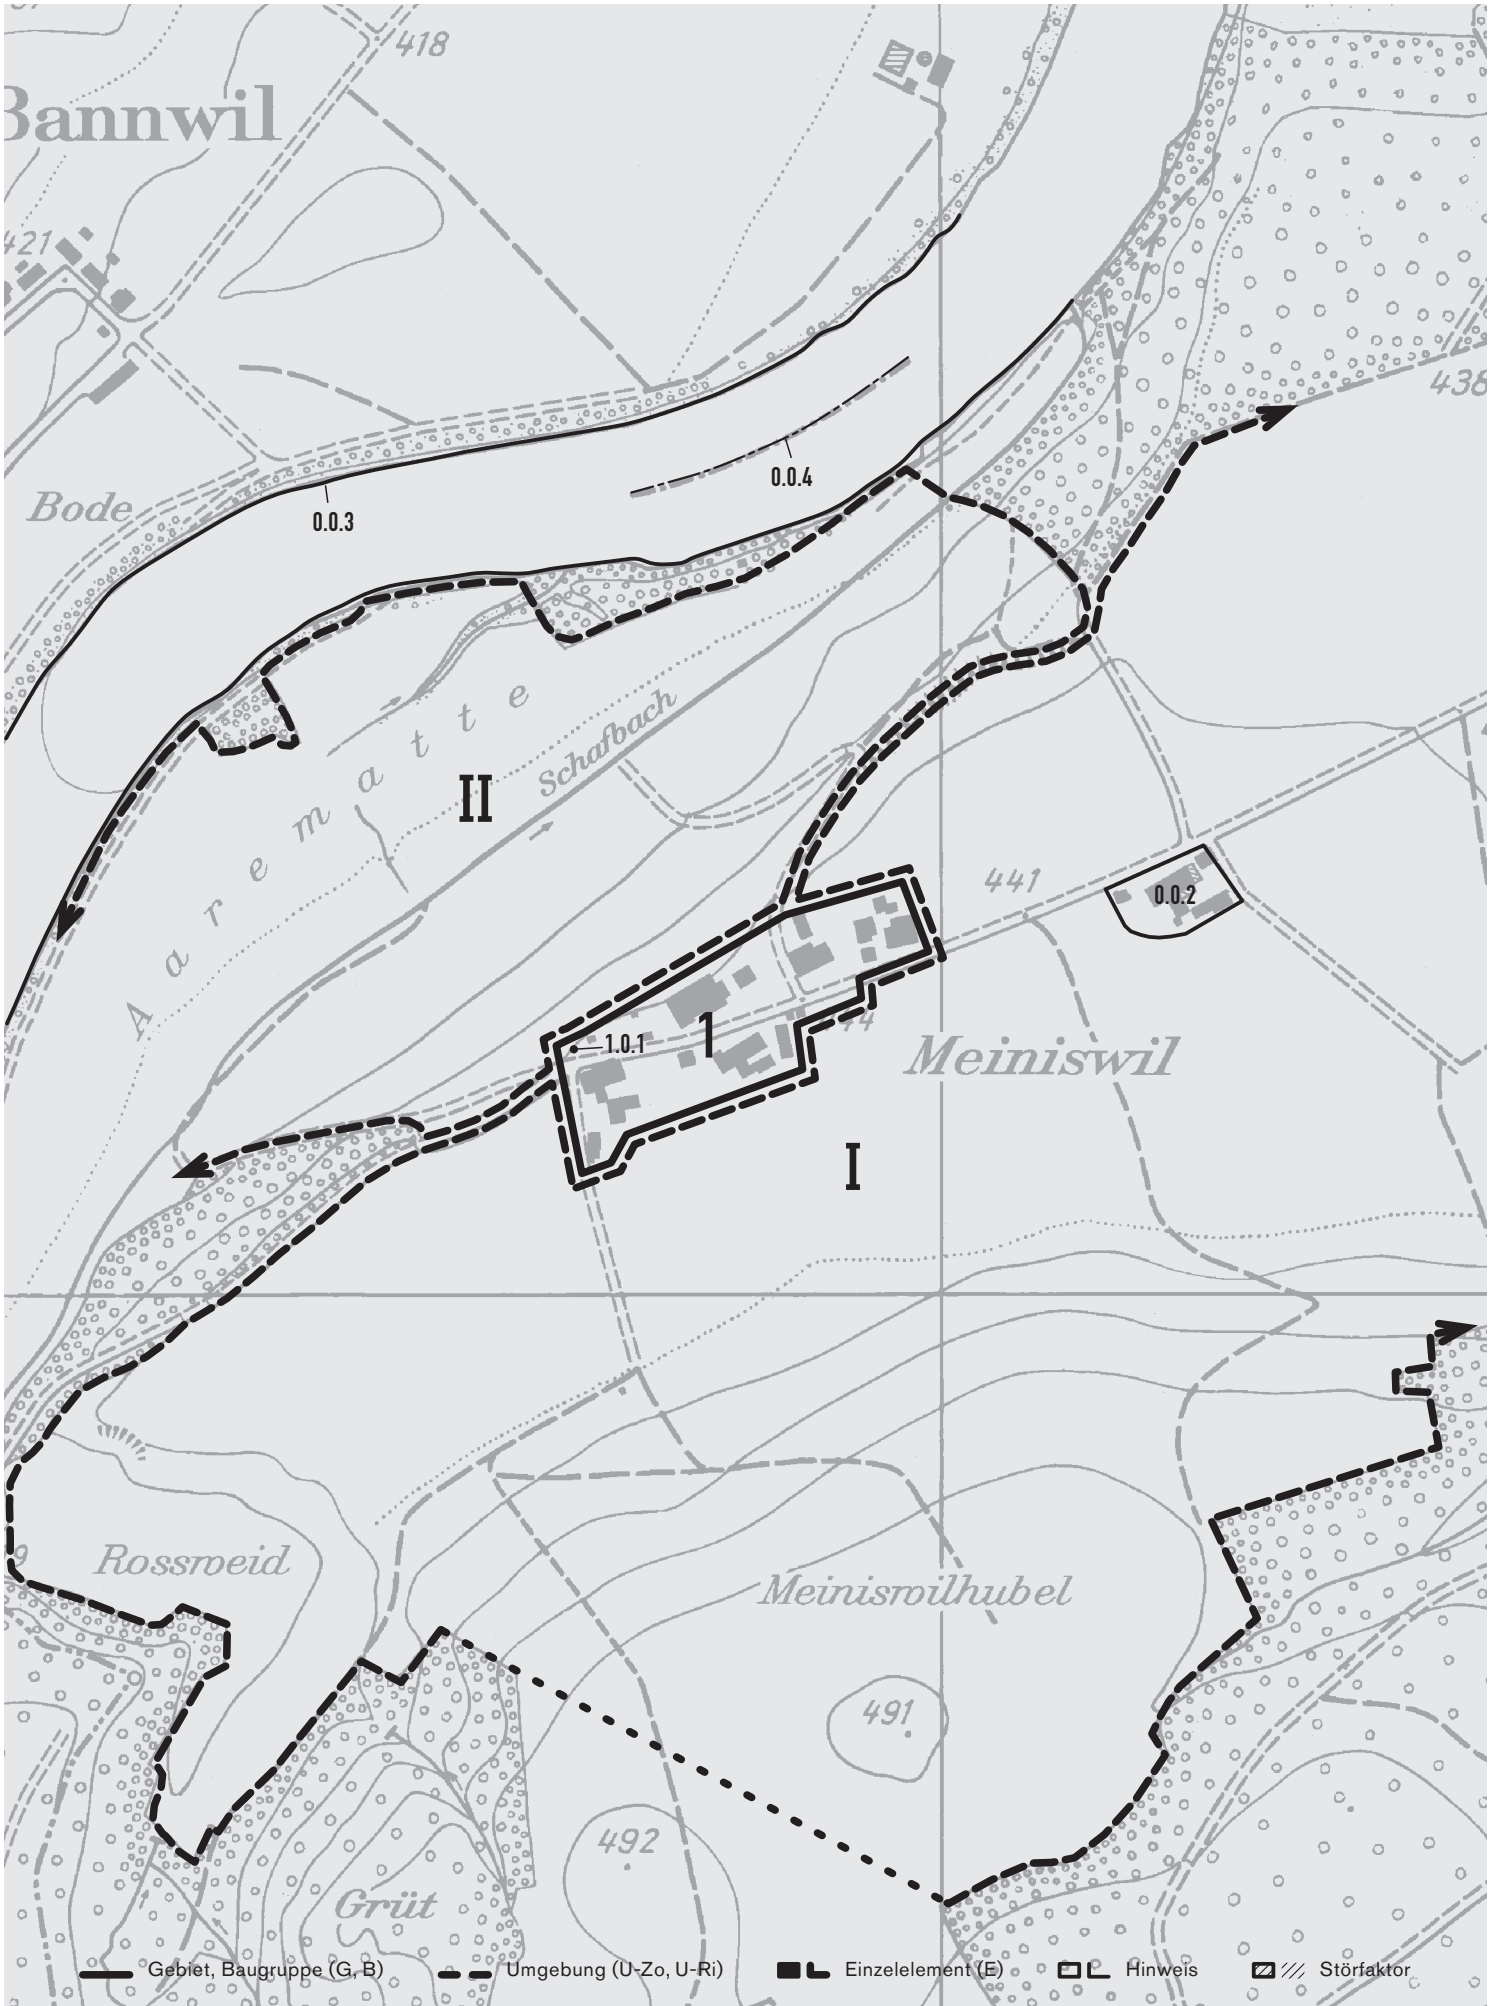 418
Bannwil
421
438
0.0.4
Bode
0.0.3
Aarematte
Schafbach
II
441
0.0.2
1.0.1
1
Meiniswil
I
Rossweid
Meiniswilhubel
491
492
Grüt
Gebiet, Baugruppe (G, B)
Umgebung (U-Zo, U-Ri)
Einzelelement (E)
Hinweis
Störfaktor